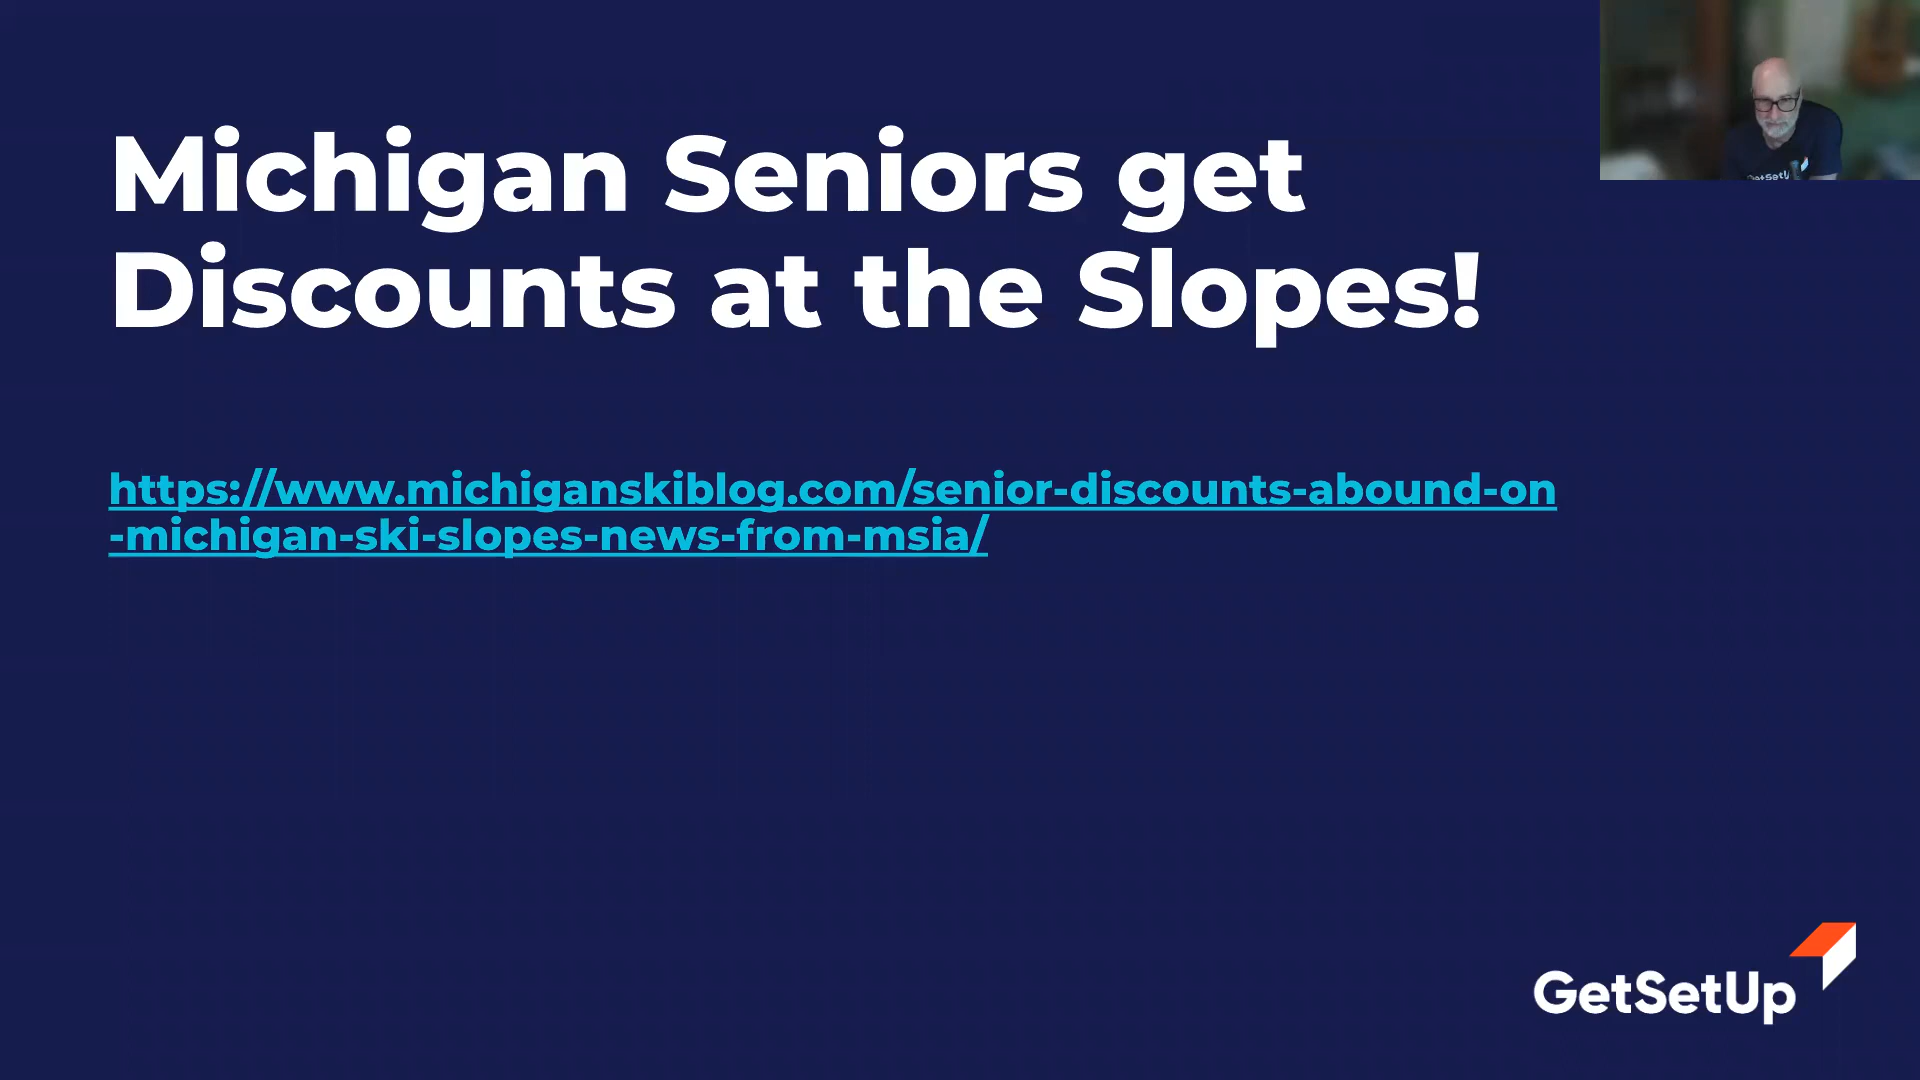 Michigan Seniors get
Discounts at the Slopes!
https://www.michiganskiblog.com/senior-discounts-abound-on
-michigan-ski-slopes-news-from-msia/
GetSetUp
GetSetUp